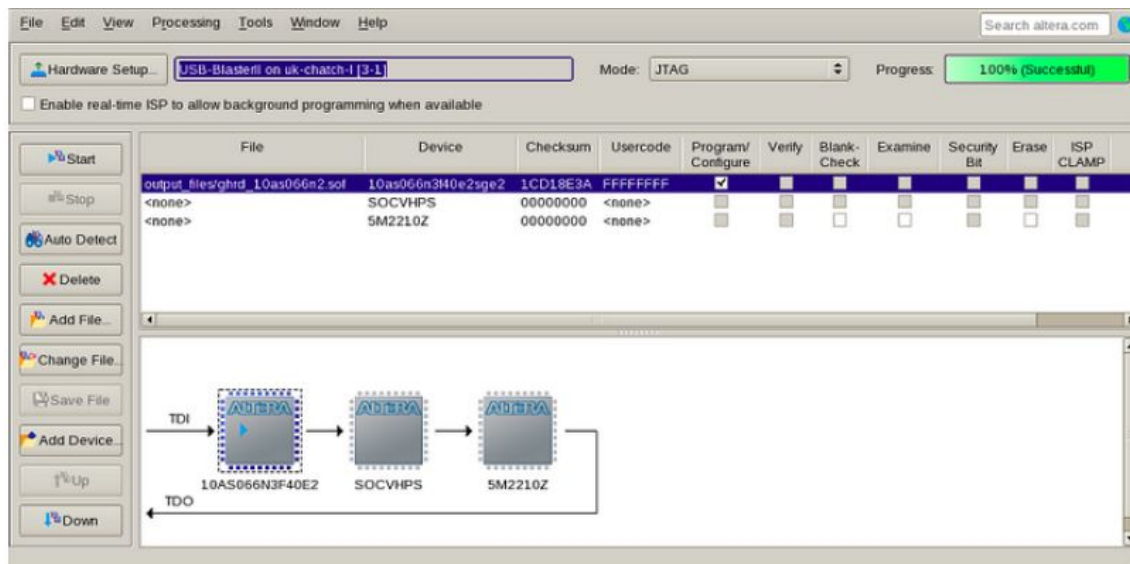 File Edit View Processing Tools Window Help
Search altera.com
Hardware Setup... USB-BlasterII on uk-chatch-l [3-1] Mode: JTAG Progress: 100% (Successful)
Enable real-time ISP to allow background programming when available
Start
Stop
Auto Detect
Delete
Add File...
Change File...
Save File
Add Device...
Up
Down
File Device Checksum Usercode Program/ Verify Blank- Examine Security Erase ISP
Configure Check Bit CLAMP
output_files/ghrd_10as066n2.sof 10as066n3f40e2sge2 1CD18E3A FFFFFFFF
<none> SOCVHPS 00000000 <none>
<none> 5M2210Z 00000000 <none>
TDI
ALTERA ALTERA ALTERA
10AS066N3F40E2 SOCVHPS 5M2210Z
TDO